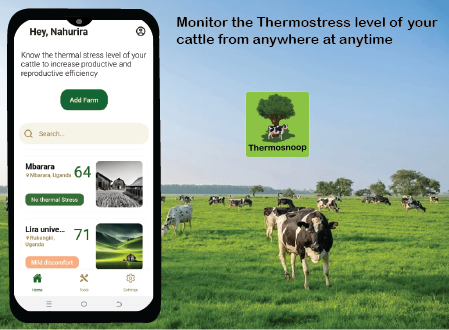 Monitor the Thermostress level of your
cattle from anywhere at anytime
Hey, Nahurira
Know the thermal stress level of your
cattle to increase productive and
reproductive efficiency
Add Farm
Search...
Mbarara
Mbarara, Uganda
64
No thermal Stress
Lira unive...
Rukungiri,
Uganda
71
Mild discomfort
Home
Tools
Settings
Thermosnoop